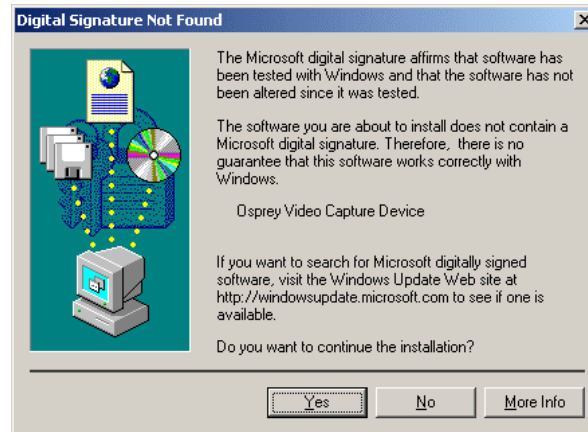 Digital Signature Not Found
The Microsoft digital signature affirms that software has
been tested with Windows and that the software has not
been altered since it was tested.
The software you are about to install does not contain a
Microsoft digital signature. Therefore, there is no
guarantee that this software works correctly with
Windows.
Osprey Video Capture Device
If you want to search for Microsoft digitally signed
software, visit the Windows Update Web site at
http://windowsupdate.microsoft.com to see if one is
available.
Do you want to continue the installation?
Yes
No
More Info